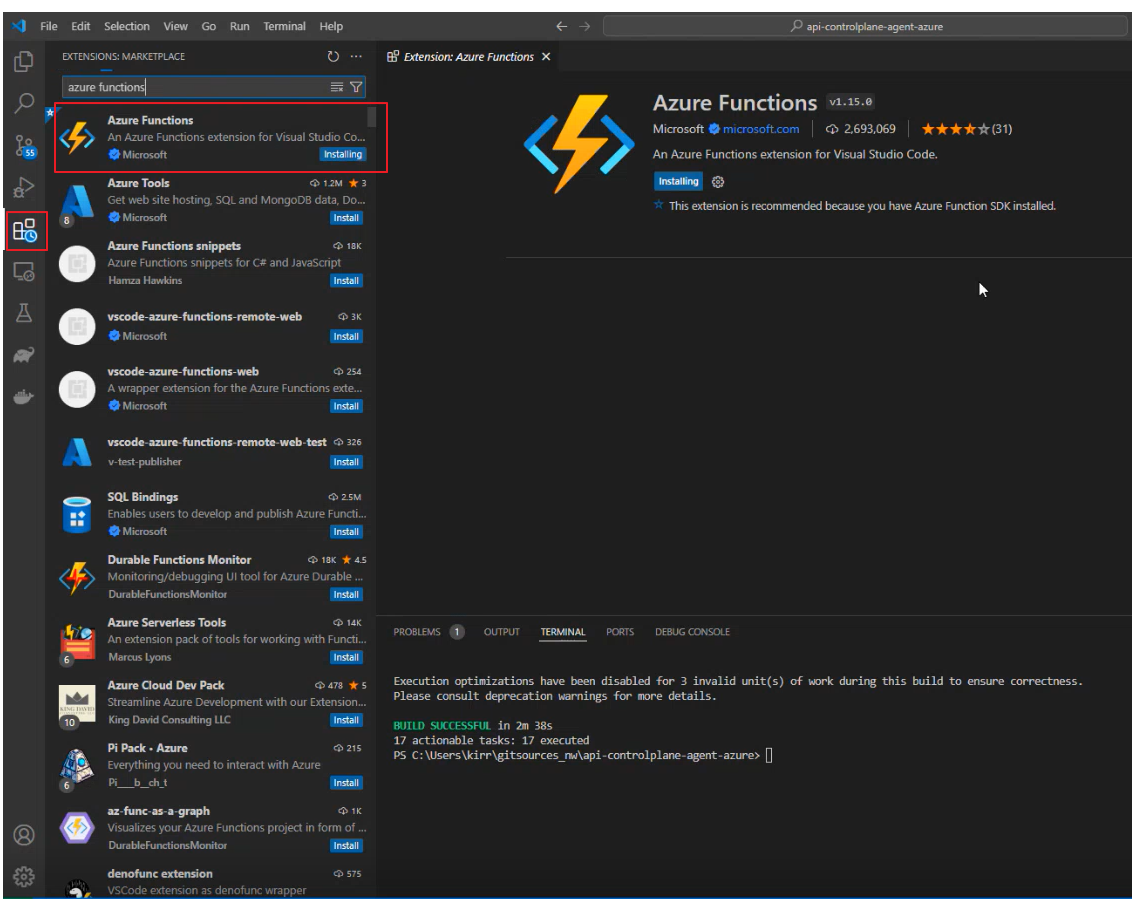 File Edit Selection View Go Run Terminal Help
api-controlplane-agent-azure
EXTENSIONS: MARKETPLACE
azure functions
Azure Functions
An Azure Functions extension for Visual Studio Co...
Microsoft
Installing
Azure Tools 1.2M 3
Get web site hosting, SQL and MongoDB data, Do...
8
Microsoft
Install
Azure Functions snippets 18K
Azure Functions snippets for C# and JavaScript
Hamza Hawkins
Install
vscode-azure-functions-remote-web 3K
Microsoft
Install
vscode-azure-functions-web 254
A wrapper extension for the Azure Functions exte...
Microsoft
Install
vscode-azure-functions-remote-web-test 326
v-test-publisher
Install
SQL Bindings 2.5M
Enables users to develop and publish Azure Functi...
Microsoft
Install
Durable Functions Monitor 18K 4.5
Monitoring/debugging UI tool for Azure Durable ...
DurableFunctionsMonitor
Install
Azure Serverless Tools 14K
An extension pack of tools for working with Functi...
6
Marcus Lyons
Install
Azure Cloud Dev Pack 478 5
Streamline Azure Development with our Extension...
KING DAVID
10
King David Consulting LLC
Install
Pi Pack • Azure 215
Everything you need to interact with Azure
6
Pi__b_ch_t
Install
az-func-as-a-graph 1K
Visualizes your Azure Functions project in form of ...
DurableFunctionsMonitor
Install
denofunc extension 575
VSCode extension as denofunc wrapper
55
Extension: Azure Functions
Azure Functions v1.15.0
Microsoft microsoft.com 2,693,069 (31)
An Azure Functions extension for Visual Studio Code.
Installing
This extension is recommended because you have Azure Function SDK installed.
PROBLEMS 1 OUTPUT TERMINAL PORTS DEBUG CONSOLE
Execution optimizations have been disabled for 3 invalid unit(s) of work during this build to ensure correctness.
Please consult deprecation warnings for more details.
BUILD SUCCESSFUL in 2m 38s
17 actionable tasks: 17 executed
PS C:\Users\kirr\gitsources_nw\api-controlplane-agent-azure>